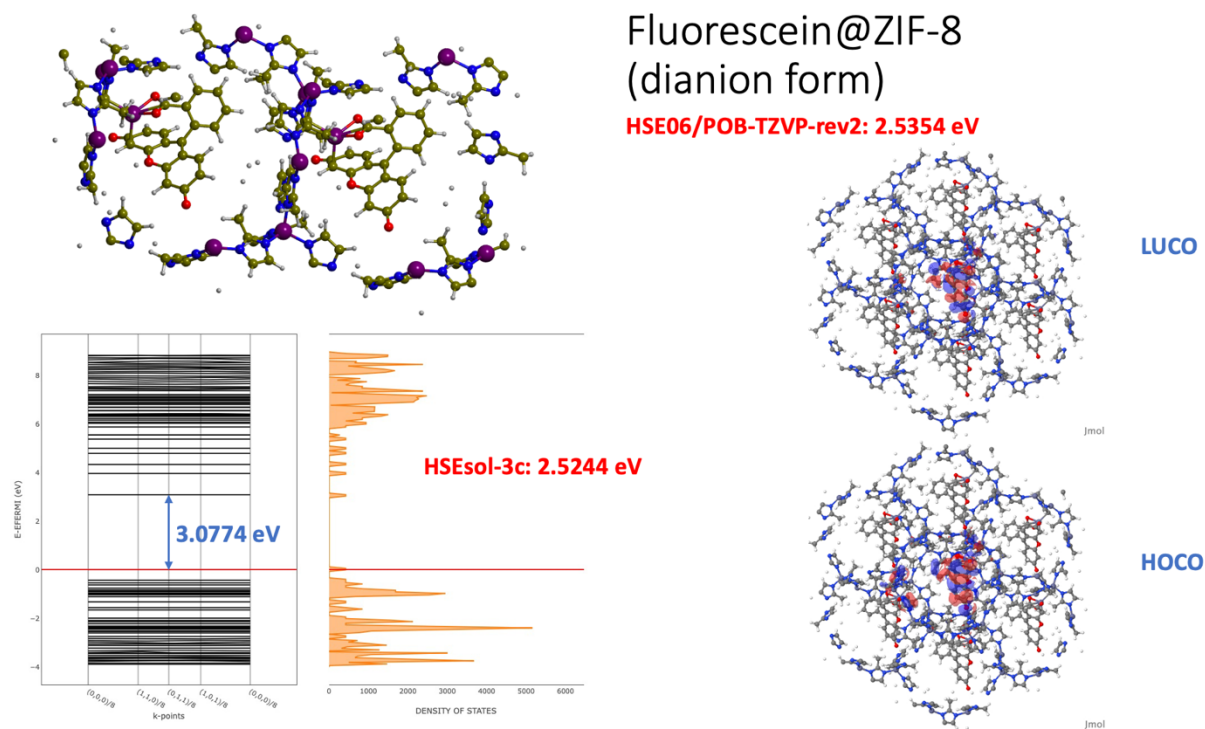 Fluorescein@ZIF-8
(dianion form)
HSE06/POB-TZVP-rev2: 2.5354 eV
LUCO
Jmol
HOCO
Jmol
HSEsol-3c: 2.5244 eV
3.0774 eV
E-EFERMI (eV)
8
6
4
2
0
−2
−4
(0,0,0)/8
(1,1,0)/8
(0,1,1)/8
(1,0,1)/8
(0,0,0)/8
k-points
0
1000
2000
3000
4000
5000
6000
DENSITY OF STATES